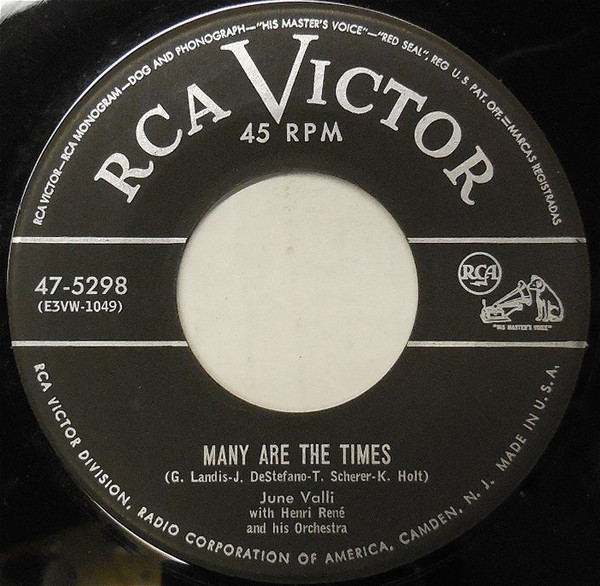 RCA VICTOR—RCA MONOGRAM—DOG AND PHONOGRAPH—"HIS MASTER'S VOICE"—"RED SEAL", REG U.S. PAT. OFF.=MARCAS REGISTRADAS
RCA VICTOR
45 RPM
47-5298
(E3VW-1049)
RCA
"HIS MASTER'S VOICE"
MANY ARE THE TIMES
(G. Landis-J. DeStefano-T. Scherer-K. Holt)
June Valli
with Henri René
and his Orchestra
RCA VICTOR DIVISION, RADIO CORPORATION OF AMERICA, CAMDEN, N. J. MADE IN U.S.A.